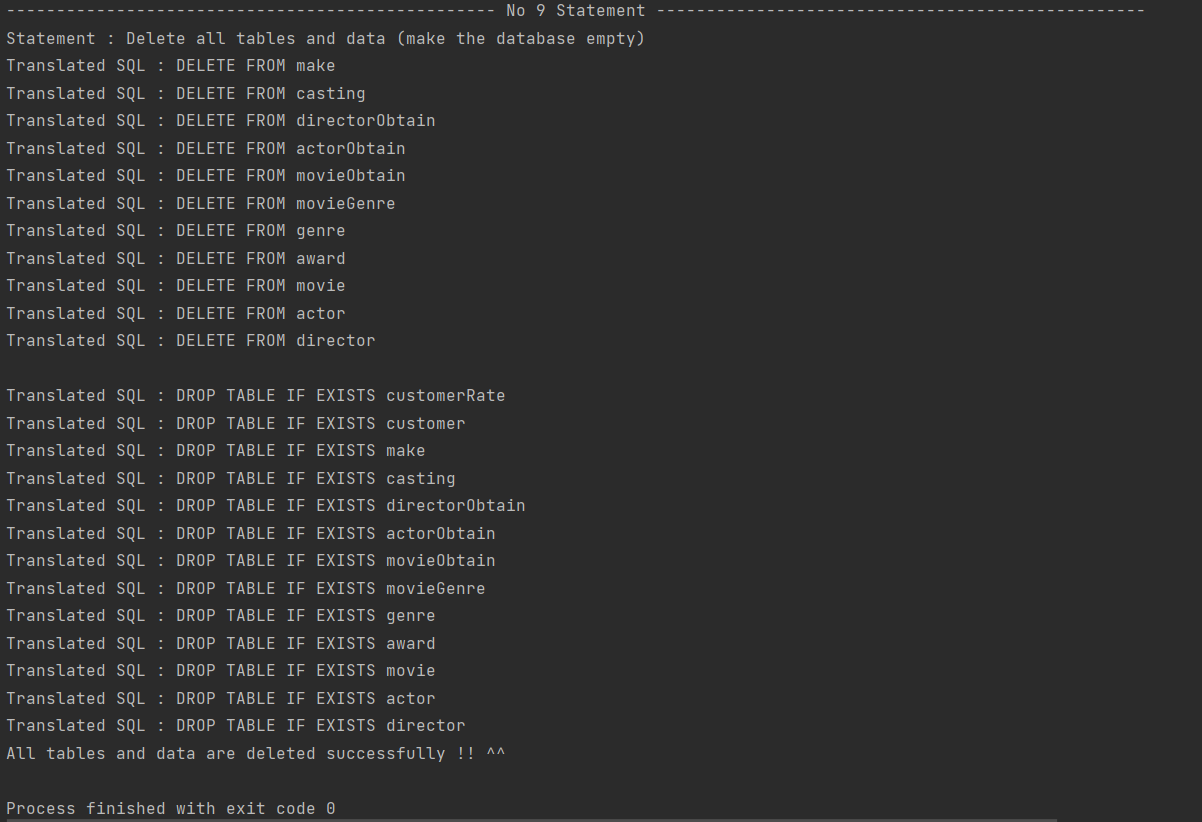 ------------------------------------------------- No 9 Statement -------------------------------------------------
Statement : Delete all tables and data (make the database empty)
Translated SQL : DELETE FROM make
Translated SQL : DELETE FROM casting
Translated SQL : DELETE FROM directorObtain
Translated SQL : DELETE FROM actorObtain
Translated SQL : DELETE FROM movieObtain
Translated SQL : DELETE FROM movieGenre
Translated SQL : DELETE FROM genre
Translated SQL : DELETE FROM award
Translated SQL : DELETE FROM movie
Translated SQL : DELETE FROM actor
Translated SQL : DELETE FROM director
Translated SQL : DROP TABLE IF EXISTS customerRate
Translated SQL : DROP TABLE IF EXISTS customer
Translated SQL : DROP TABLE IF EXISTS make
Translated SQL : DROP TABLE IF EXISTS casting
Translated SQL : DROP TABLE IF EXISTS directorObtain
Translated SQL : DROP TABLE IF EXISTS actorObtain
Translated SQL : DROP TABLE IF EXISTS movieObtain
Translated SQL : DROP TABLE IF EXISTS movieGenre
Translated SQL : DROP TABLE IF EXISTS genre
Translated SQL : DROP TABLE IF EXISTS award
Translated SQL : DROP TABLE IF EXISTS movie
Translated SQL : DROP TABLE IF EXISTS actor
Translated SQL : DROP TABLE IF EXISTS director
All tables and data are deleted successfully !! ^^
Process finished with exit code 0